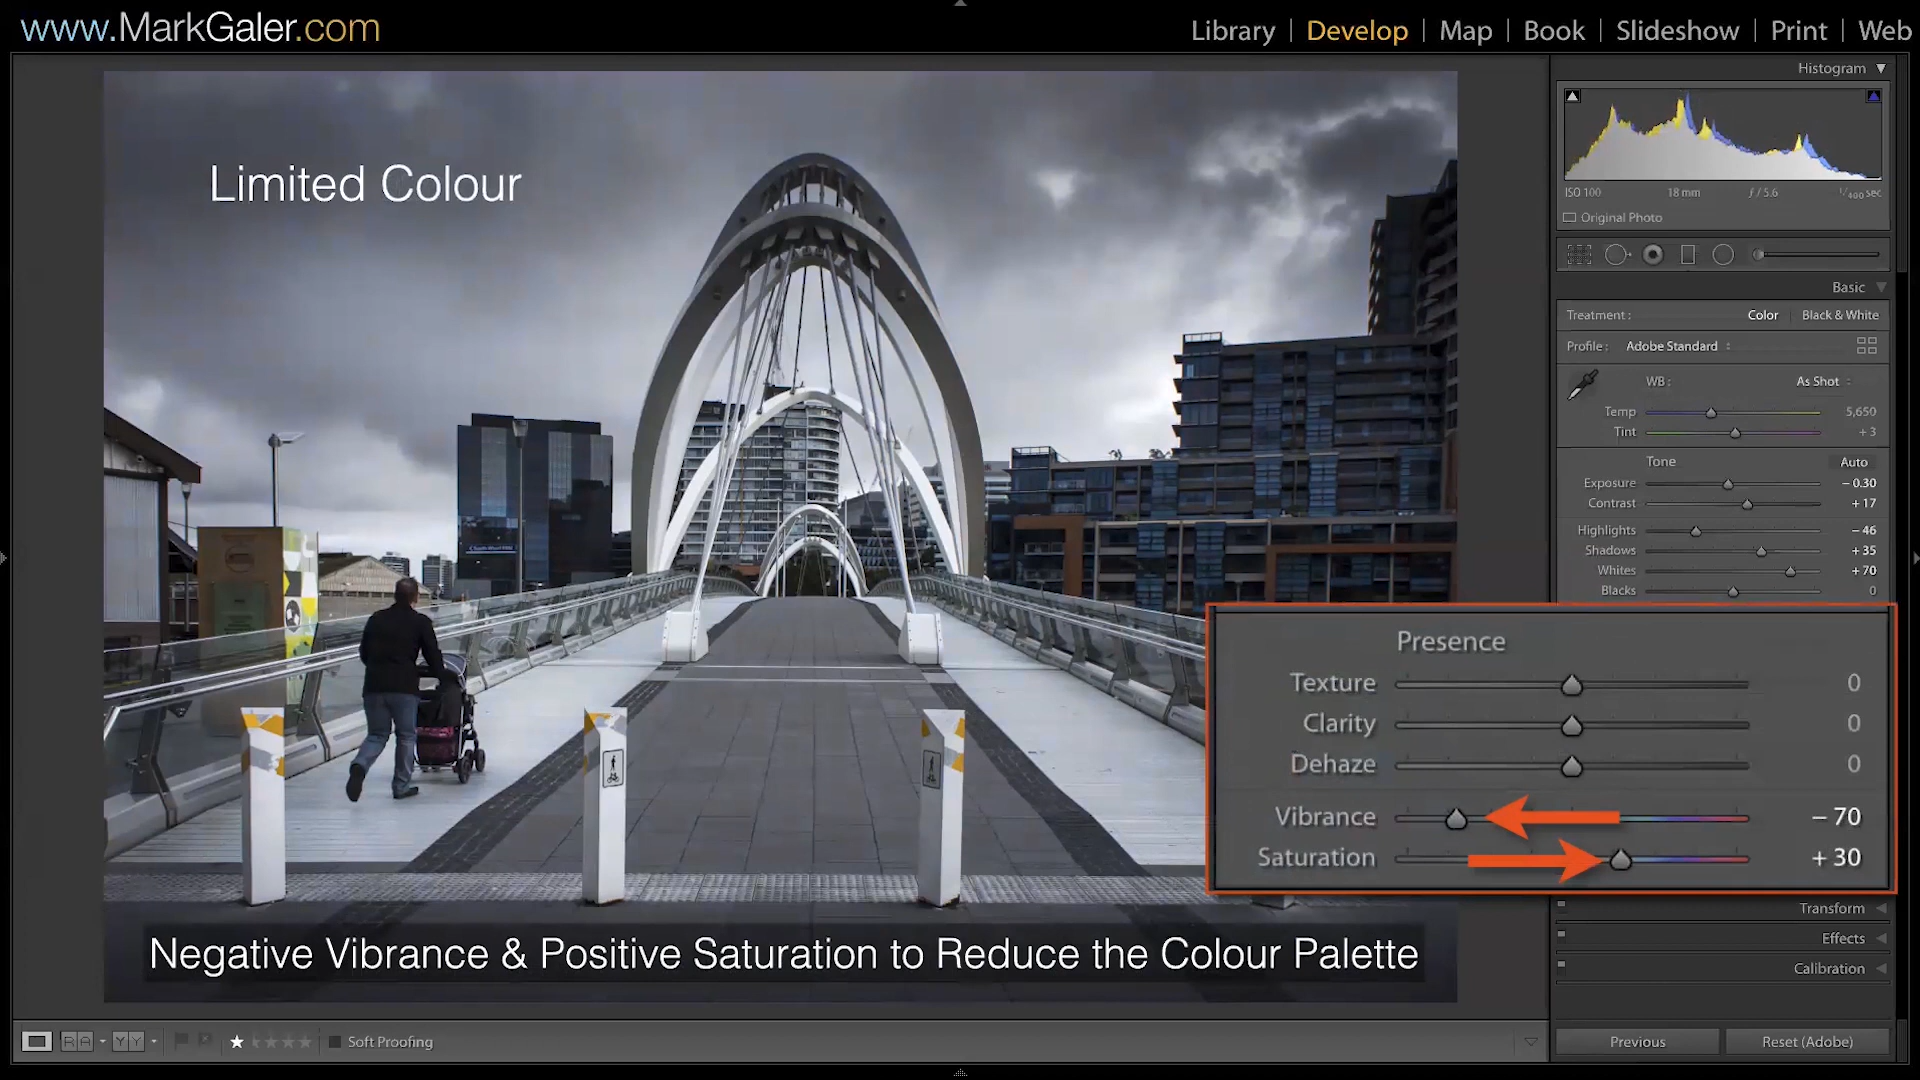 www.MarkGaler.com
Library | Develop | Map | Book | Slideshow | Print | Web
Histogram
Limited Colour
ISO 100 18 mm f / 5.6 1/400 sec
Original Photo
Basic
Treatment : Color Black & White
Profile : Adobe Standard
WB : As Shot
Temp 5,650
Tint + 3
Tone Auto
Exposure − 0.30
Contrast + 17
Highlights − 46
Shadows + 35
Whites + 70
Blacks 0
Presence
Texture 0
Clarity 0
Dehaze 0
Vibrance − 70
Saturation + 30
Transform
Effects
Calibration
Negative Vibrance & Positive Saturation to Reduce the Colour Palette
R A Y Y Soft Proofing
Previous Reset (Adobe)